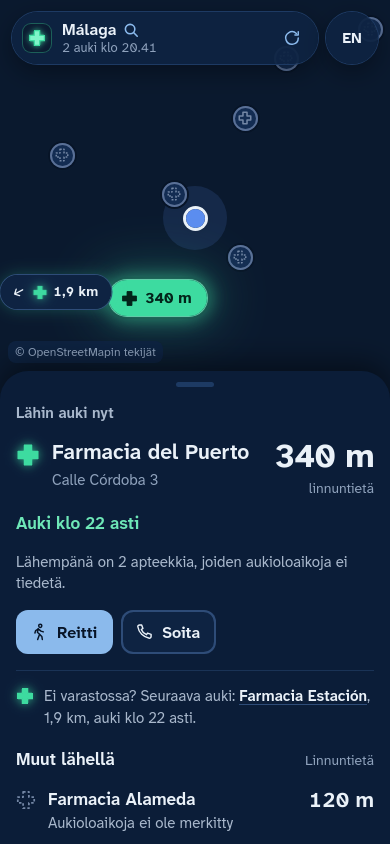 Málaga
2 auki klo 20.41
EN
1,9 km
340 m
© OpenStreetMapin tekijät
Lähin auki nyt
Farmacia del Puerto
340 m
Calle Córdoba 3
linnuntietä
Auki klo 22 asti
Lähempänä on 2 apteekkia, joiden aukioloaikoja ei
tiedetä.
Reitti
Soita
Ei varastossa? Seuraava auki: Farmacia Estación,
1,9 km, auki klo 22 asti.
Muut lähellä
Linnuntietä
Farmacia Alameda
120 m
Aukioloaikoja ei ole merkitty